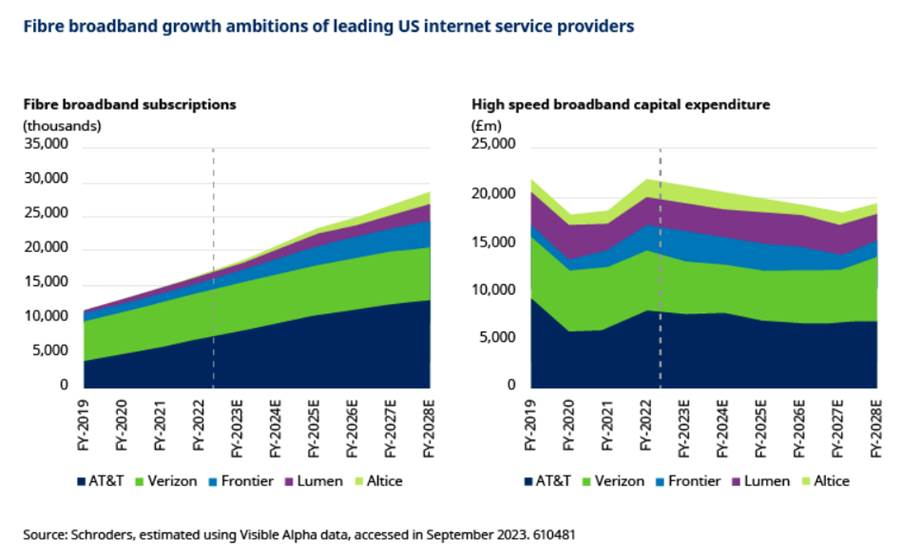 Fibre broadband growth ambitions of leading US internet service providers
Fibre broadband subscriptions
(thousands)
35,000
30,000
25,000
20,000
15,000
10,000
5,000
0
FY-2019
FY-2020
FY-2021
FY-2022
FY-2023E
FY-2024E
FY-2025E
FY-2026E
FY-2027E
FY-2028E
AT&T Verizon Frontier Lumen Altice
High speed broadband capital expenditure
(£m)
25,000
20,000
15,000
10,000
5,000
0
FY-2019
FY-2020
FY-2021
FY-2022
FY-2023E
FY-2024E
FY-2025E
FY-2026E
FY-2027E
FY-2028E
AT&T Verizon Frontier Lumen Altice
Source: Schroders, estimated using Visible Alpha data, accessed in September 2023. 610481